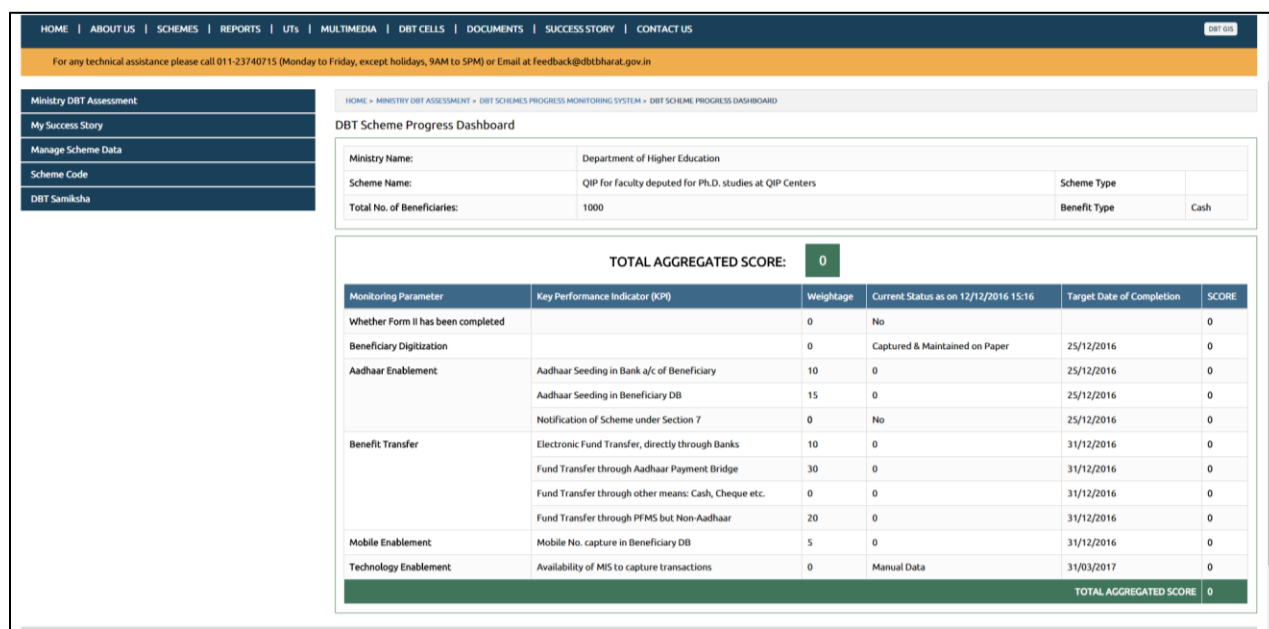 HOME | ABOUT US | SCHEMES | REPORTS | UTs | MULTIMEDIA | DBT CELLS | DOCUMENTS | SUCCESS STORY | CONTACT US DBT GIS
For any technical assistance please call 011-23740715 (Monday to Friday, except holidays, 9AM to 5PM) or Email at feedback@dbtbharat.gov.in
Ministry DBT Assessment
My Success Story
Manage Scheme Data
Scheme Code
DBT Samiksha
HOME » MINISTRY DBT ASSESSMENT » DBT SCHEMES PROGRESS MONITORING SYSTEM » DBT SCHEME PROGRESS DASHBOARD
DBT Scheme Progress Dashboard
Ministry Name: Department of Higher Education
Scheme Name: QIP for faculty deputed for Ph.D. studies at QIP Centers Scheme Type
Total No. of Beneficiaries: 1000 Benefit Type Cash
TOTAL AGGREGATED SCORE: 0
Monitoring Parameter Key Performance Indicator (KPI) Weightage Current Status as on 12/12/2016 15:16 Target Date of Completion SCORE
Whether Form II has been completed 0 No 0
Beneficiary Digitization 0 Captured & Maintained on Paper 25/12/2016 0
Aadhaar Enablement Aadhaar Seeding in Bank a/c of Beneficiary 10 0 25/12/2016 0
Aadhaar Seeding in Beneficiary DB 15 0 25/12/2016 0
Notification of Scheme under Section 7 0 No 25/12/2016 0
Benefit Transfer Electronic Fund Transfer, directly through Banks 10 0 31/12/2016 0
Fund Transfer through Aadhaar Payment Bridge 30 0 31/12/2016 0
Fund Transfer through other means: Cash, Cheque etc. 0 0 31/12/2016 0
Fund Transfer through PFMS but Non-Aadhaar 20 0 31/12/2016 0
Mobile Enablement Mobile No. capture in Beneficiary DB 5 0 31/12/2016 0
Technology Enablement Availability of MIS to capture transactions 0 Manual Data 31/03/2017 0
TOTAL AGGREGATED SCORE 0